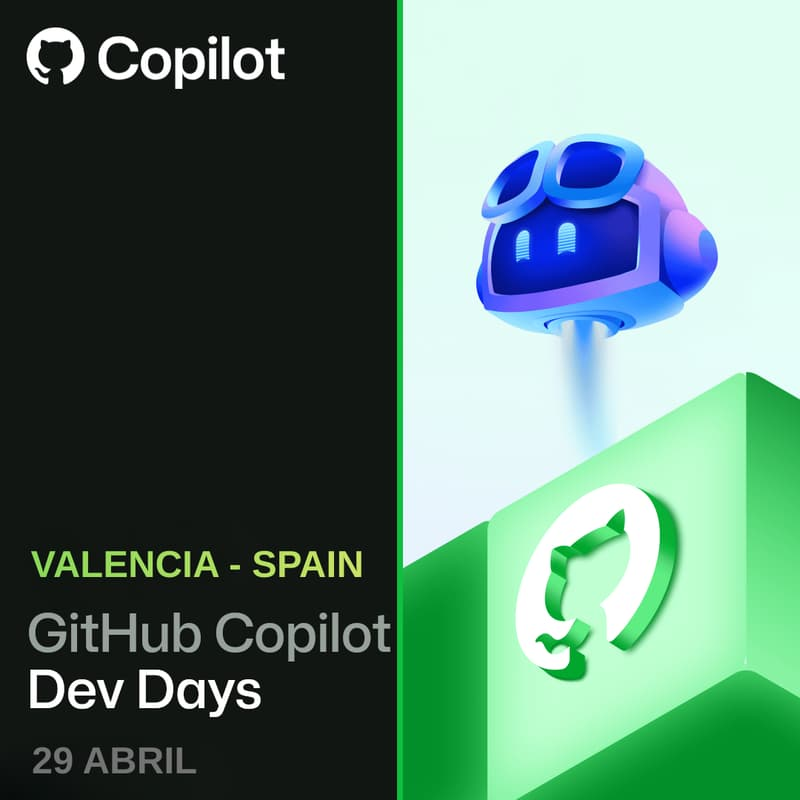 Copilot
VALENCIA - SPAIN
GitHub Copilot
Dev Days
29 ABRIL